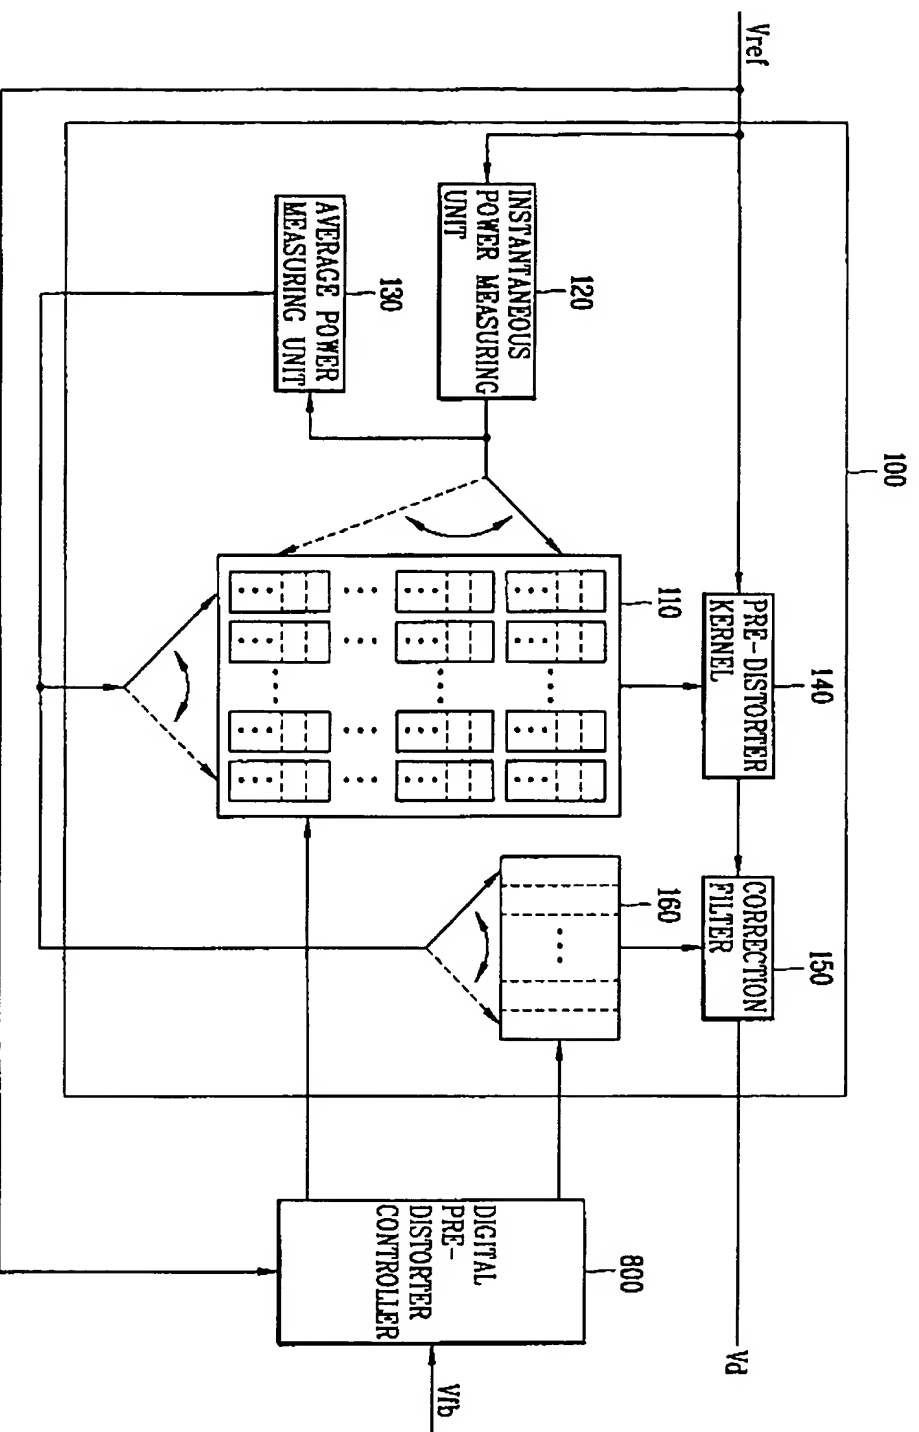 Vref
100
INSTANTANEOUS
POWER MEASURING
UNIT
120
AVERAGE POWER
MEASURING UNIT
130
110
PRE-DISTORTER
KERNEL
140
160
CORRECTION
FILTER
150
DIGITAL
PRE-
DISTORTER
CONTROLLER
800
Vd
Vfb